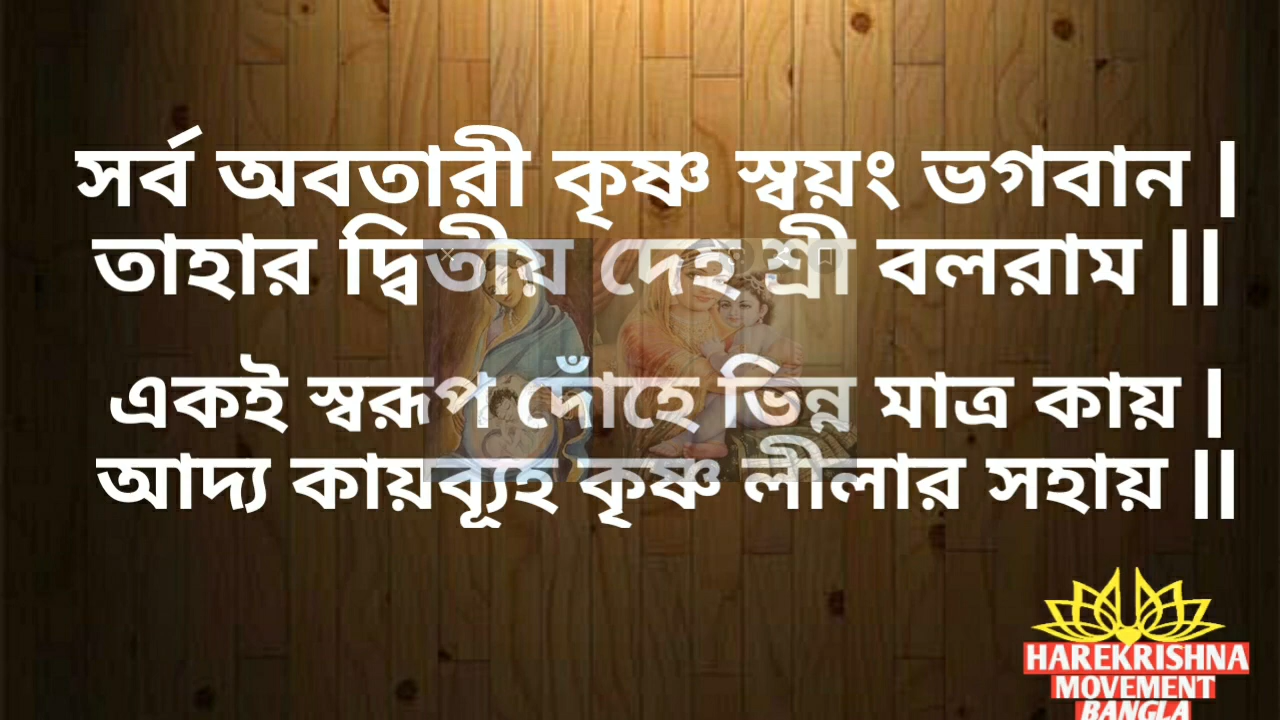 সর্ব অবতারী কৃষ্ণ স্বয়ং ভগবান |
তাহার দ্বিতীয় দেহ শ্রী বলরাম ||
একই স্বরূপ দোঁহে ভিন্ন মাত্র কায় |
আদ্য কায়ব্যূহ কৃষ্ণ লীলার সহায় ||
HAREKRISHNA
MOVEMENT
BANGLA